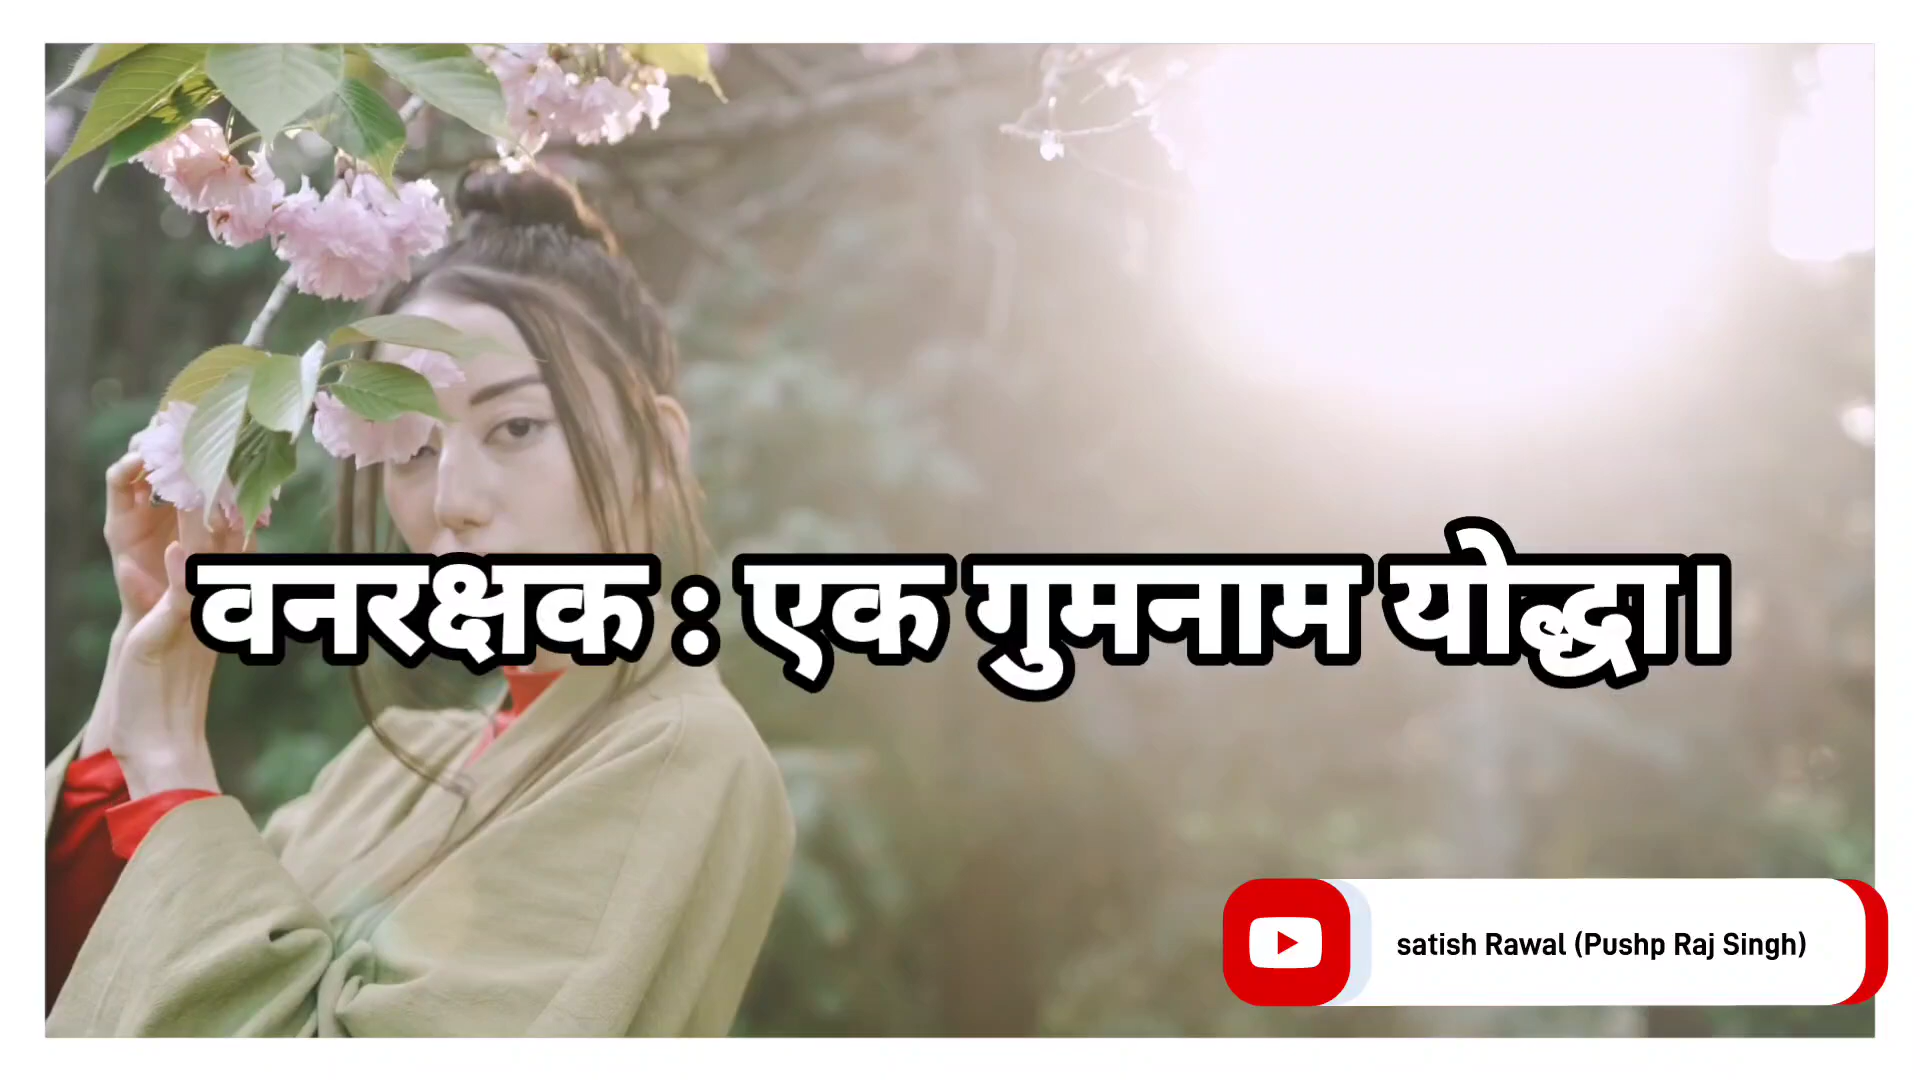 वनरक्षक : एक गुमनाम योद्धा।
satish Rawal (Pushp Raj Singh)